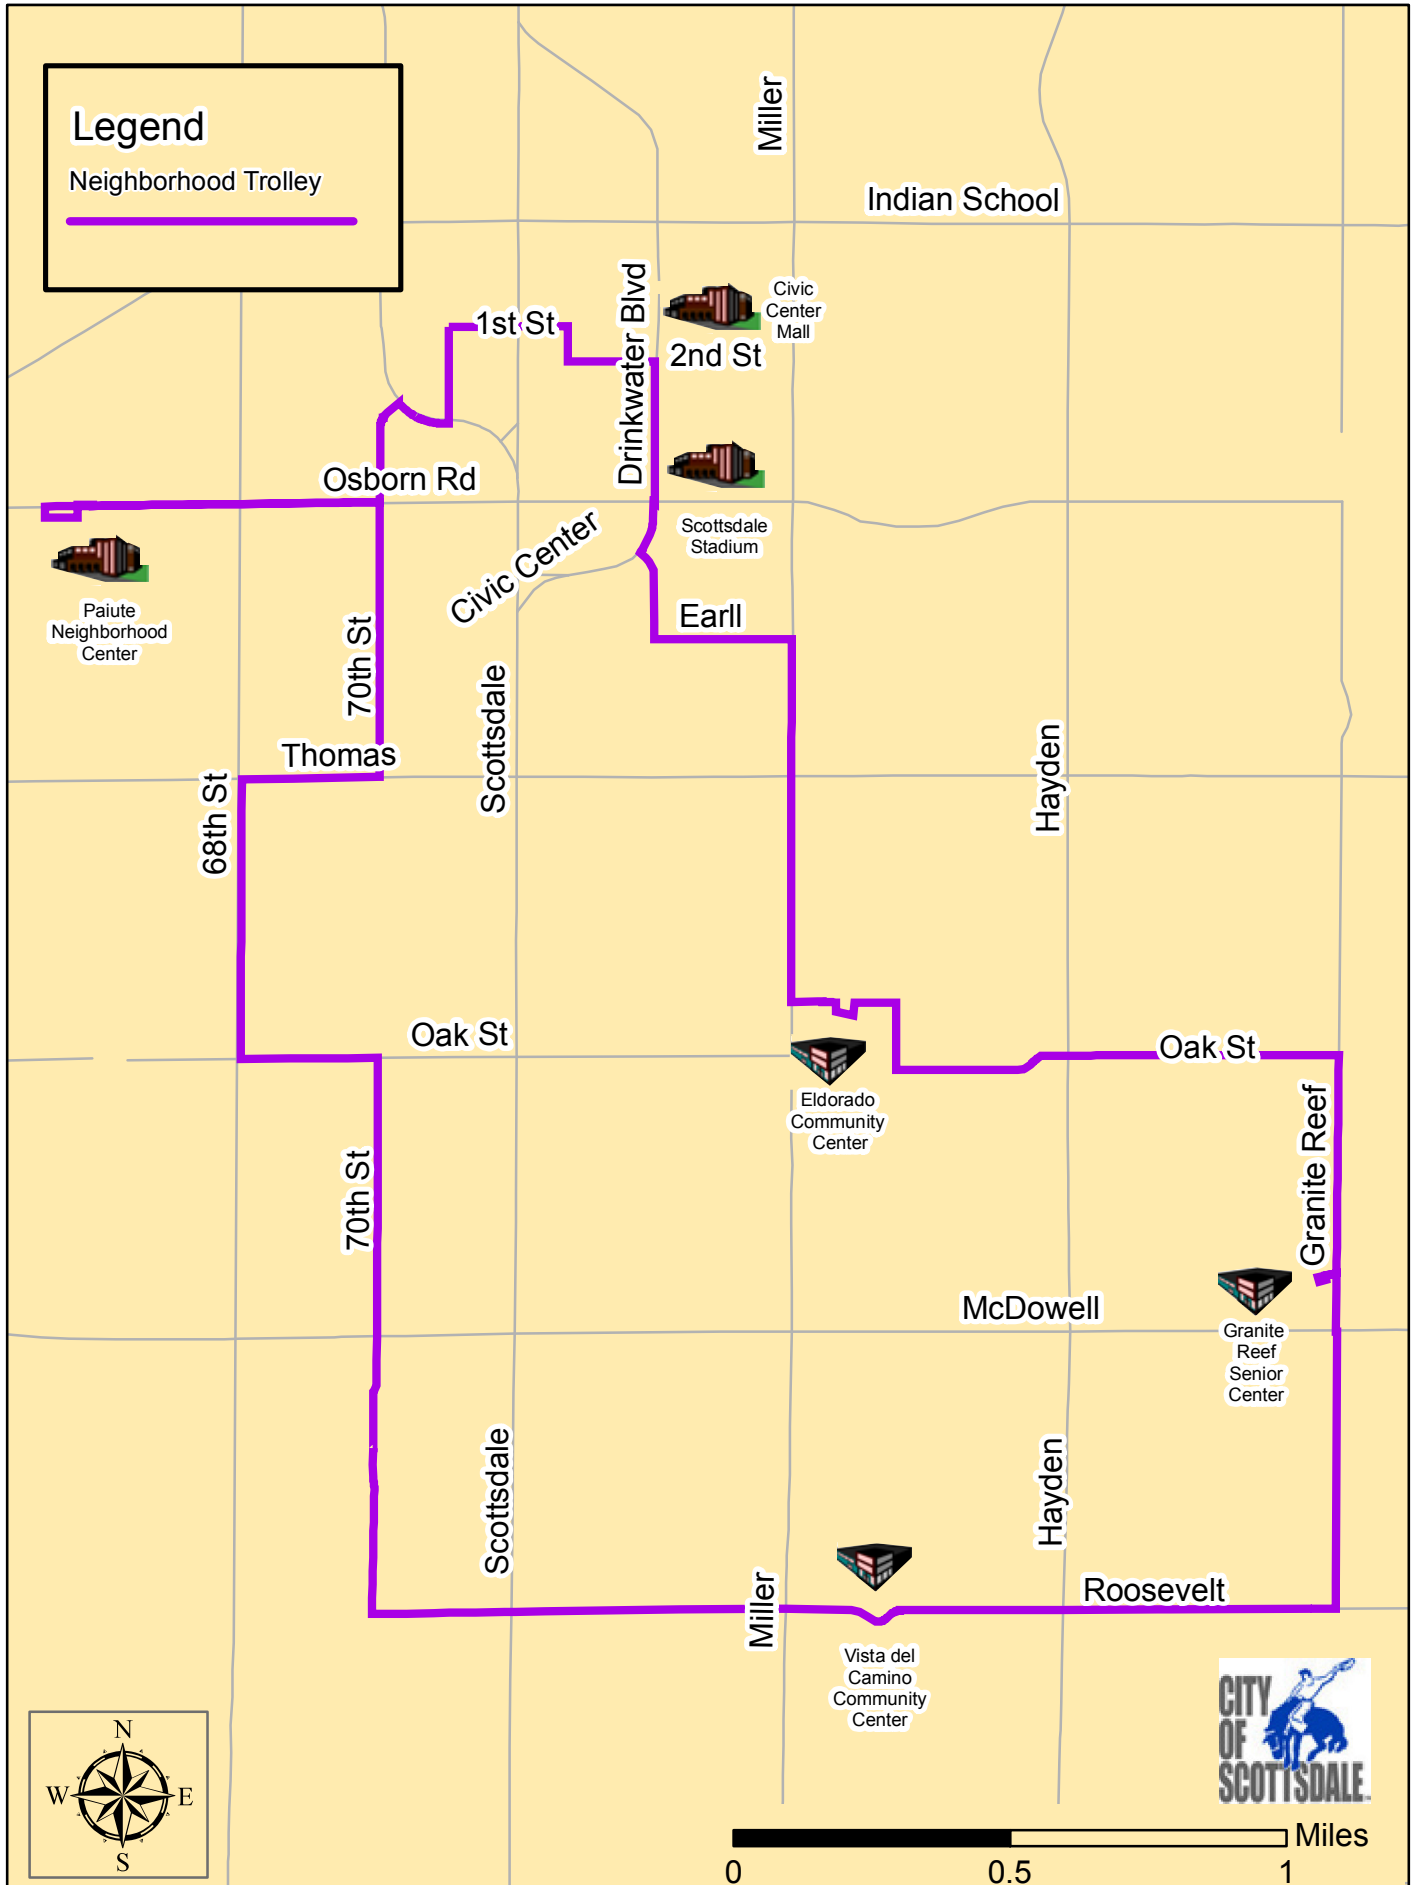 Legend
Neighborhood Trolley
Miller
Indian School
Drinkwater Blvd
Civic
Center
Mall
1st St
2nd St
Osborn Rd
Scottsdale
Stadium
Civic Center
Paiute
Neighborhood
Center
Earll
70th St
Scottsdale
Thomas
68th St
Hayden
Oak St
Oak St
Eldorado
Community
Center
Granite Reef
70th St
McDowell
Granite
Reef
Senior
Center
Scottsdale
Hayden
Roosevelt
Miller
Vista del
Camino
Community
Center
CITY
OF
SCOTTSDALE
N
W
E
S
Miles
0
0.5
1